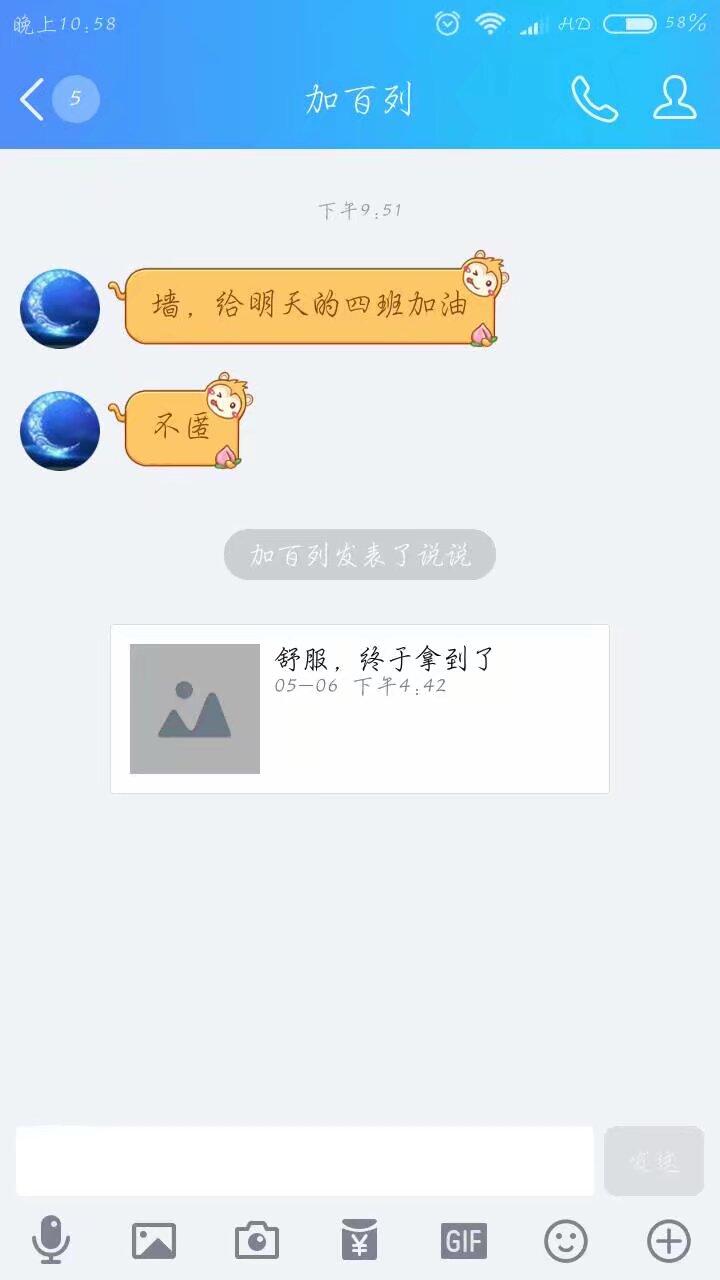 晚上10:58
HD
58%
5
加百列
下午9:51
墙，给明天的四班加油
不匿
加百列发表了说说
舒服，终于拿到了
05-06 下午4:42
发送
¥
GIF